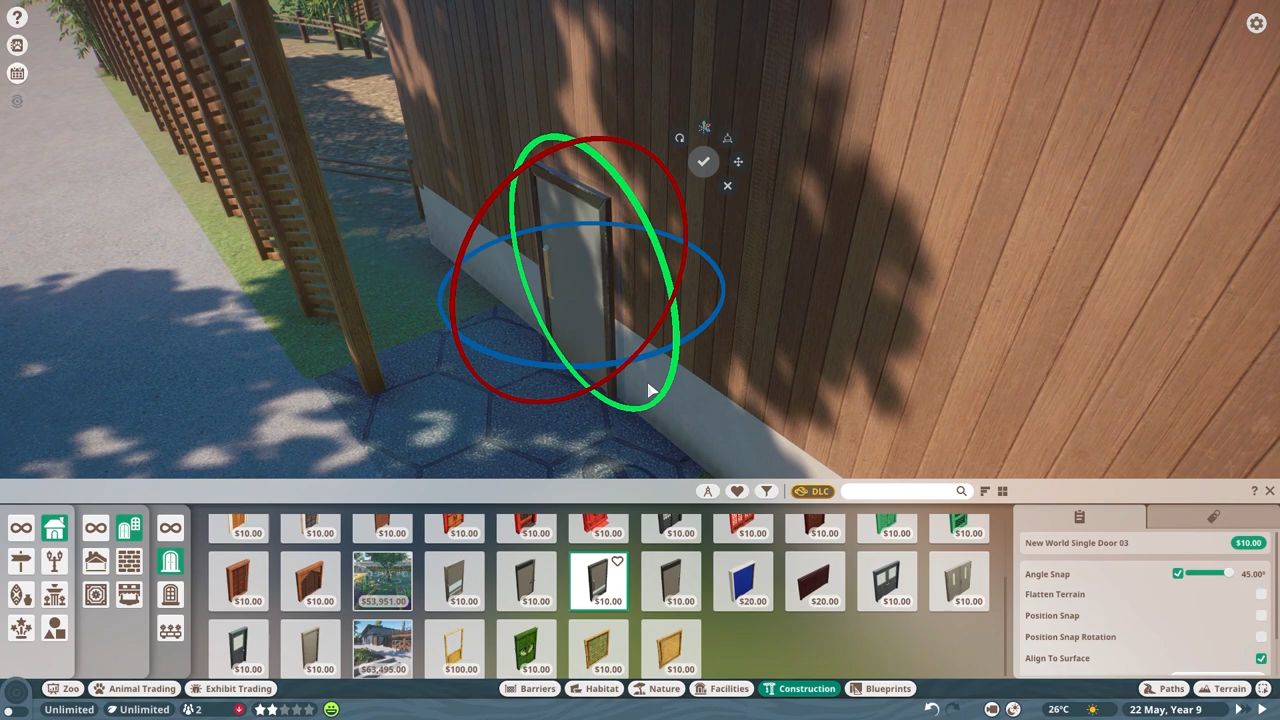 ?
DLC
? ×
$10.00 $10.00 $10.00 $10.00 $10.00 $10.00 $10.00 $10.00 $10.00 $10.00 $10.00
$10.00 $10.00 $53,951.00 $10.00 $10.00 $10.00 $10.00 $20.00 $20.00 $10.00 $10.00
$10.00 $10.00 $63,495.00 $100.00 $10.00 $10.00 $10.00
New World Single Door 03 $10.00
Angle Snap 45.00°
Flatten Terrain
Position Snap
Position Snap Rotation
Align To Surface
Zoo Animal Trading Exhibit Trading Barriers Habitat Nature Facilities Construction Blueprints Paths Terrain
Unlimited Unlimited 2 26°C 22 May, Year 9